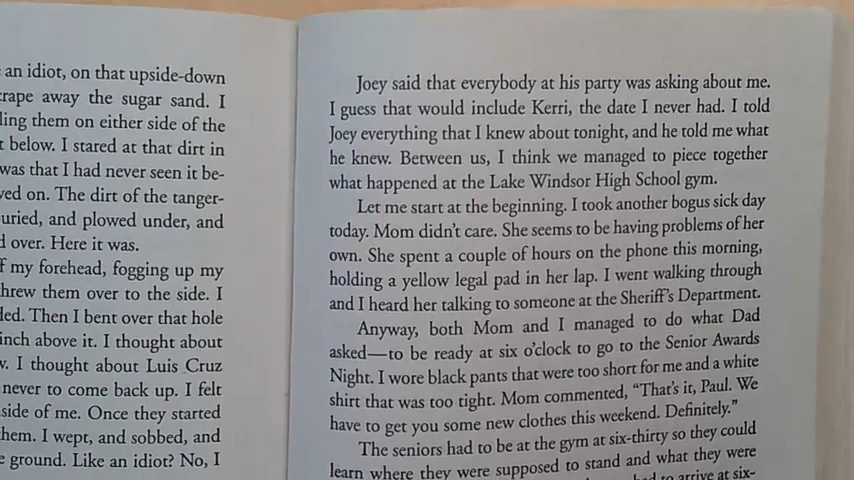 an idiot, on that upside-down
crape away the sugar sand. I
ling them on either side of the
t below. I stared at that dirt in
was that I had never seen it be-
ved on. The dirt of the tanger-
uried, and plowed under, and
d over. Here it was.
f my forehead, fogging up my
hrew them over to the side. I
ded. Then I bent over that hole
inch above it. I thought about
w. I thought about Luis Cruz
never to come back up. I felt
side of me. Once they started
them. I wept, and sobbed, and
e ground. Like an idiot? No, I
Joey said that everybody at his party was asking about me.
I guess that would include Kerri, the date I never had. I told
Joey everything that I knew about tonight, and he told me what
he knew. Between us, I think we managed to piece together
what happened at the Lake Windsor High School gym.
Let me start at the beginning. I took another bogus sick day
today. Mom didn't care. She seems to be having problems of her
own. She spent a couple of hours on the phone this morning,
holding a yellow legal pad in her lap. I went walking through
and I heard her talking to someone at the Sheriff's Department.
Anyway, both Mom and I managed to do what Dad
asked—to be ready at six o'clock to go to the Senior Awards
Night. I wore black pants that were too short for me and a white
shirt that was too tight. Mom commented, "That's it, Paul. We
have to get you some new clothes this weekend. Definitely."
The seniors had to be at the gym at six-thirty so they could
learn where they were supposed to stand and what they were
had to arrive at six-